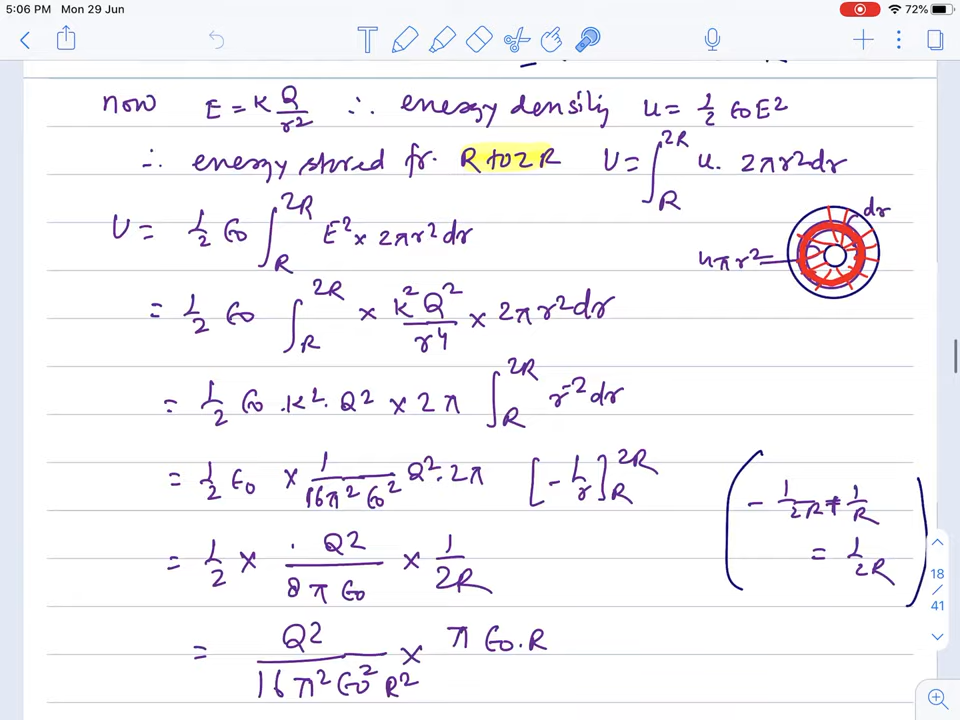 5:06 PM Mon 29 Jun 72%
T
now E = K Q/r² ∴ energy density u = 1/2 ϵ0 E²
∴ energy stored fr. R to 2R U = ∫_R^2R u. 2πr²dr
dr
U = 1/2 ϵ0 ∫_R^2R E² × 2πr²dr
4πr²
= 1/2 ϵ0 ∫_R^2R × K²Q²/r⁴ × 2πr²dr
= 1/2 ϵ0 .K². Q² × 2π ∫_R^2R r⁻²dr
= 1/2 ϵ0 × 1/16π²ϵ0² Q².2π [-1/r]_R^2R
(-1/2R + 1/R
= 1/2R)
= 1/2 × Q²/8πϵ0 × 1/2R
18
/
41
= Q²/16π²ϵ0²R² × πϵ0.R